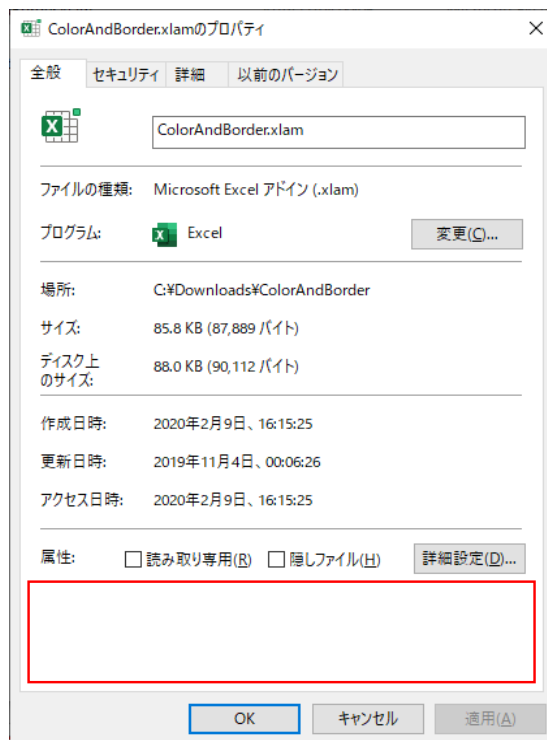 ColorAndBorder.xlamのプロパティ
全般 セキュリティ 詳細 以前のバージョン
ColorAndBorder.xlam
ファイルの種類: Microsoft Excel アドイン (.xlam)
プログラム: Excel 変更(C)...
場所: C:¥Downloads¥ColorAndBorder
サイズ: 85.8 KB (87,889 バイト)
ディスク上
のサイズ: 88.0 KB (90,112 バイト)
作成日時: 2020年2月9日、16:15:25
更新日時: 2019年11月4日、00:06:26
アクセス日時: 2020年2月9日、16:15:25
属性: 読み取り専用(R) 隠しファイル(H) 詳細設定(D)...
OK キャンセル 適用(A)